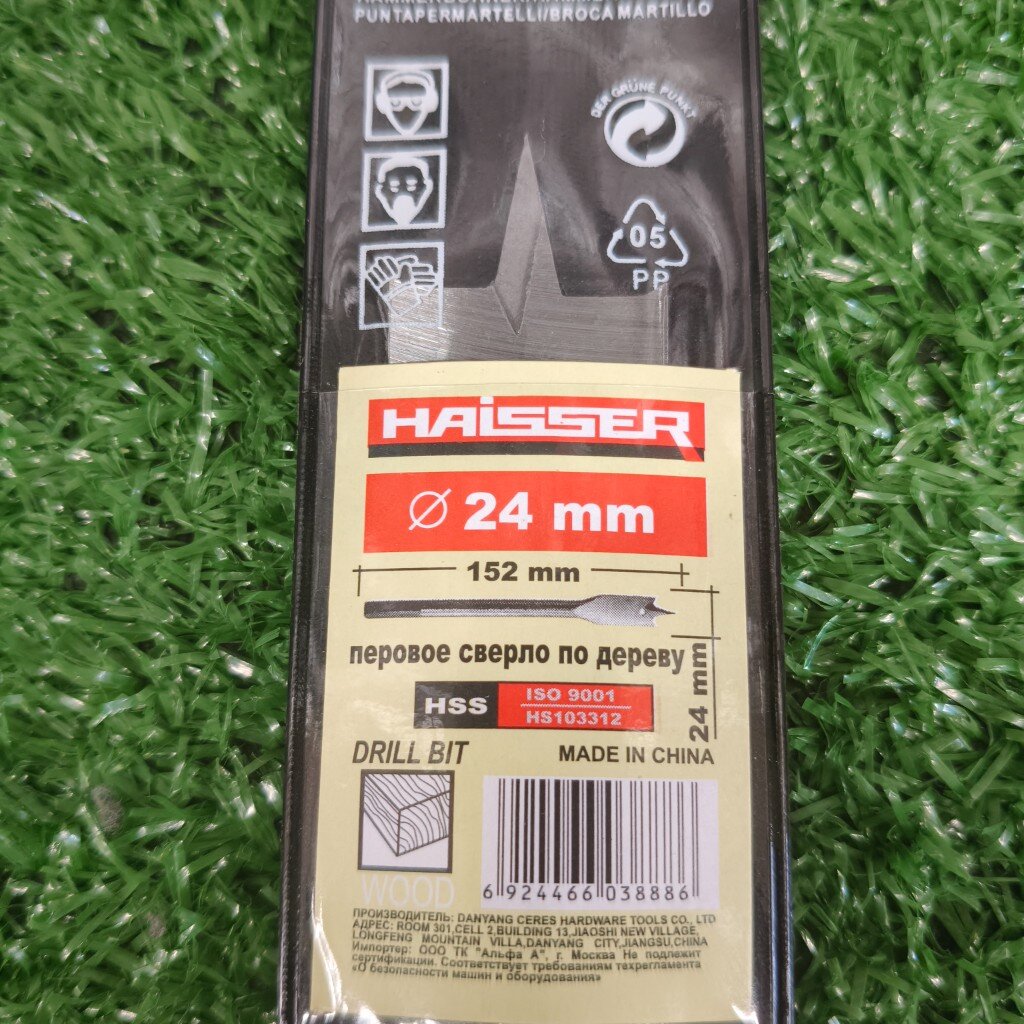 PUNTAPERMARTELLI/BROCA MARTILLO
DER GRÜNE PUNKT
05
PP
HAISSER
Ø 24 mm
152 mm
перовое сверло по дереву
24 mm
HSS
ISO 9001
HS103312
DRILL BIT
MADE IN CHINA
WOOD
6 924466 038886
ПРОИЗВОДИТЕЛЬ: DANYANG CERES HARDWARE TOOLS CO., LTD
АДРЕС: ROOM 301,CELL 2,BUILDING 13,JIAOSHI NEW VILLAGE,
LONGFENG MOUNTAIN VILLA,DANYANG CITY,JIANGSU,CHINA
Импортер: ООО ТК "Альфа А", г. Москва Не подлежит
сертификации. Соответствует требованиям техрегламента
«О безопасности машин и оборудования»